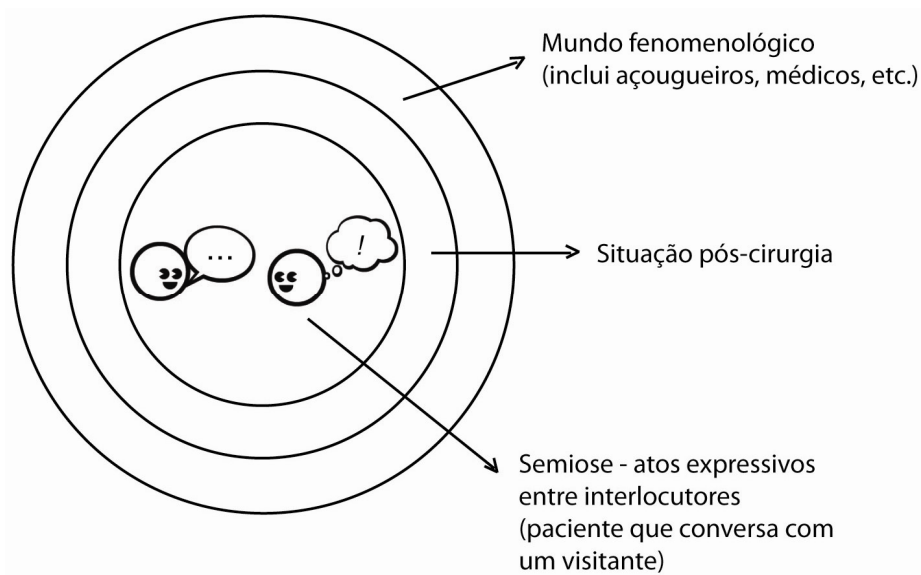 Mundo fenomenológico
(inclui açougueiros, médicos, etc.)
...
!
Situação pós-cirurgia
Semiose - atos expressivos
entre interlocutores
(paciente que conversa com
um visitante)